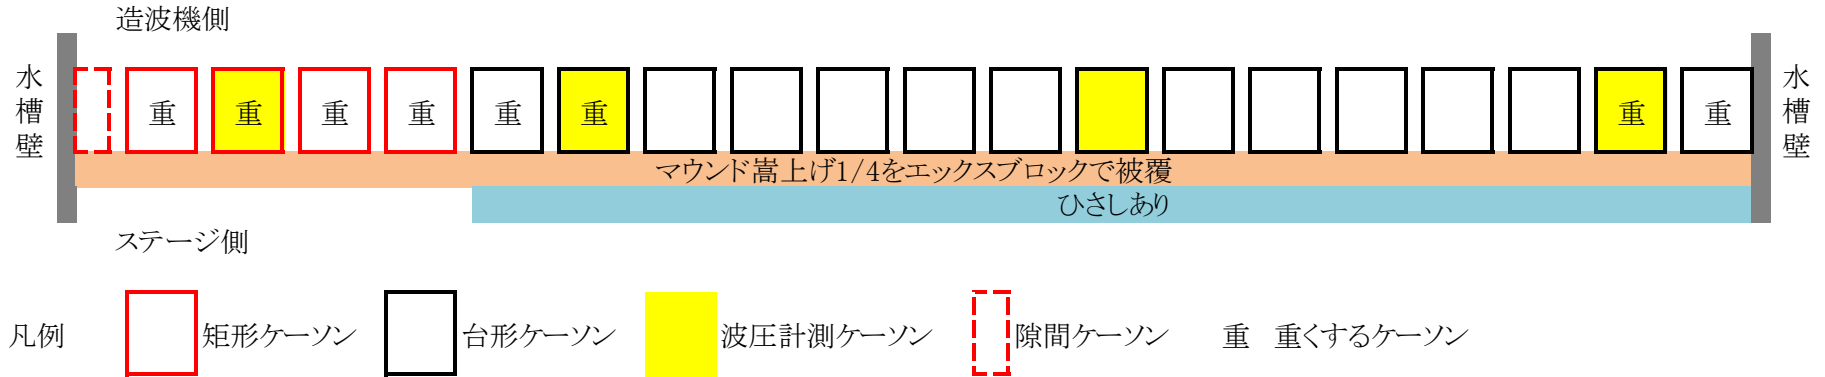 造波機側
水槽壁
重 重 重 重 重 重 重 重
水槽壁
マウンド嵩上げ1/4をエックスブロックで被覆
ひさしあり
ステージ側
凡例 矩形ケーソン 台形ケーソン 波圧計測ケーソン 隙間ケーソン 重 重くするケーソン